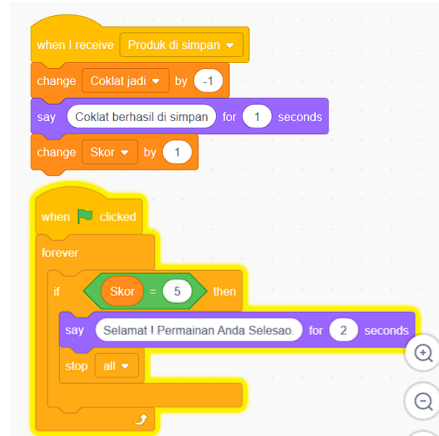 when I receive Produk di simpan
change Coklat jadi by -1
say Coklat berhasil di simpan for 1 seconds
change Skor by 1
when clicked
forever
if Skor = 5 then
say Selamat ! Permainan Anda Selesao. for 2 seconds
stop all